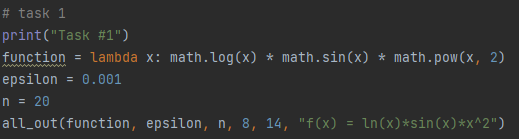 # task 1
print("Task #1")
function = lambda x: math.log(x) * math.sin(x) * math.pow(x, 2)
epsilon = 0.001
n = 20
all_out(function, epsilon, n, 8, 14, "f(x) = ln(x)*sin(x)*x^2")